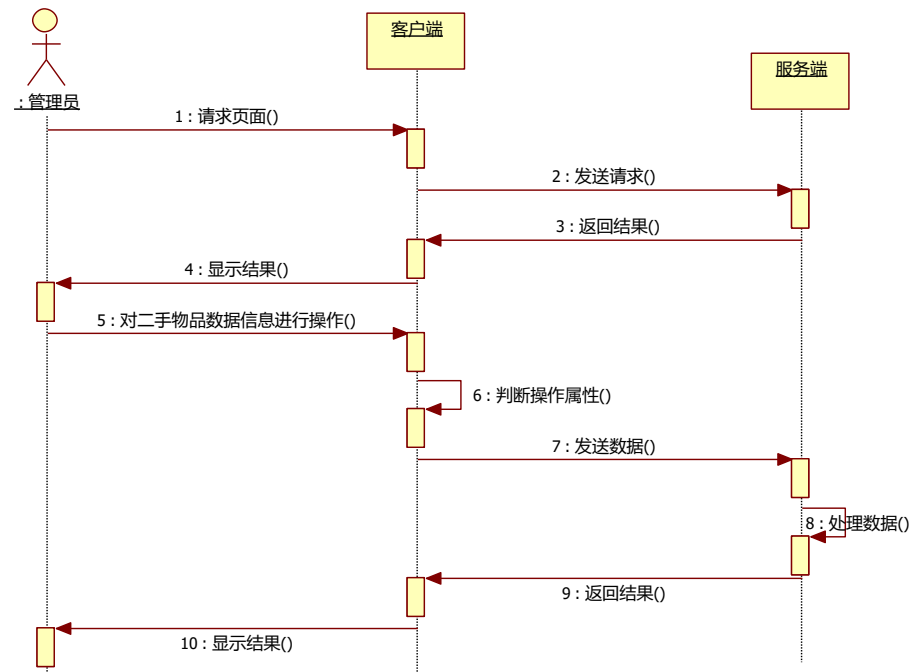 客户端
服务端
: 管理员
1 : 请求页面()
2 : 发送请求()
3 : 返回结果()
4 : 显示结果()
5 : 对二手物品数据信息进行操作()
6 : 判断操作属性()
7 : 发送数据()
8 : 处理数据()
9 : 返回结果()
10 : 显示结果()